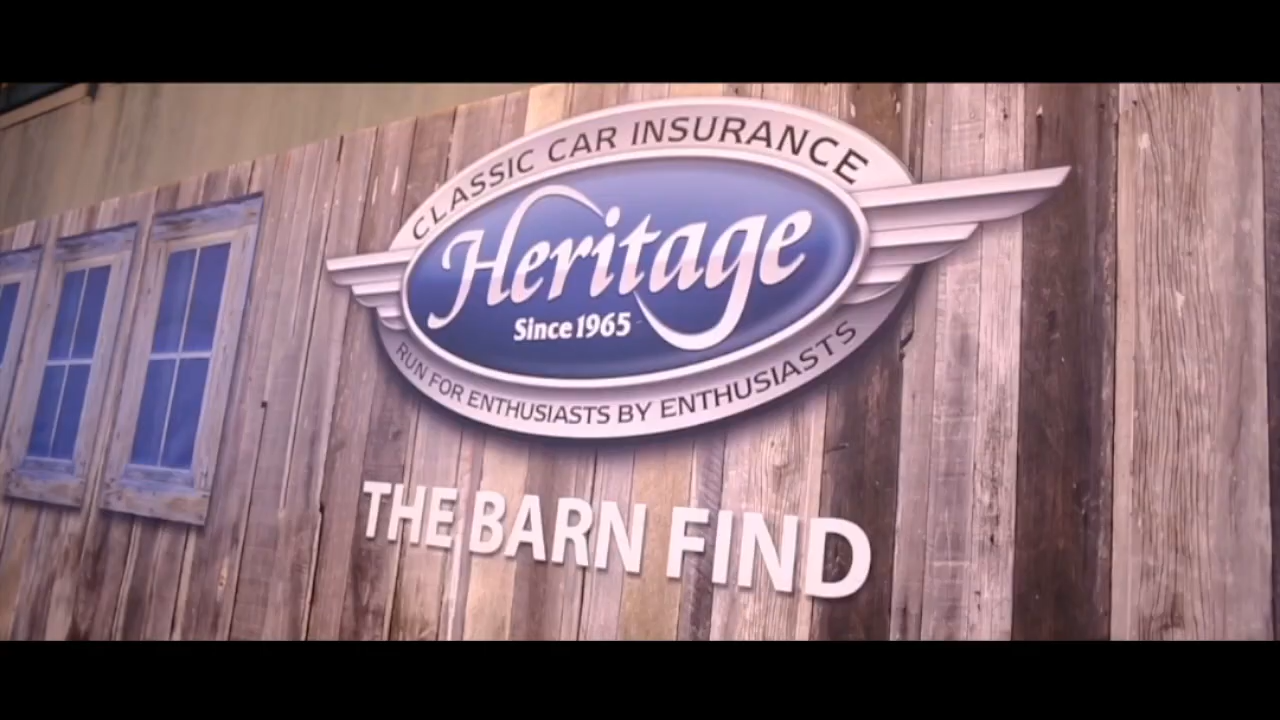 CLASSIC CAR INSURANCE
Heritage
Since 1965
RUN FOR ENTHUSIASTS BY ENTHUSIASTS
THE BARN FIND